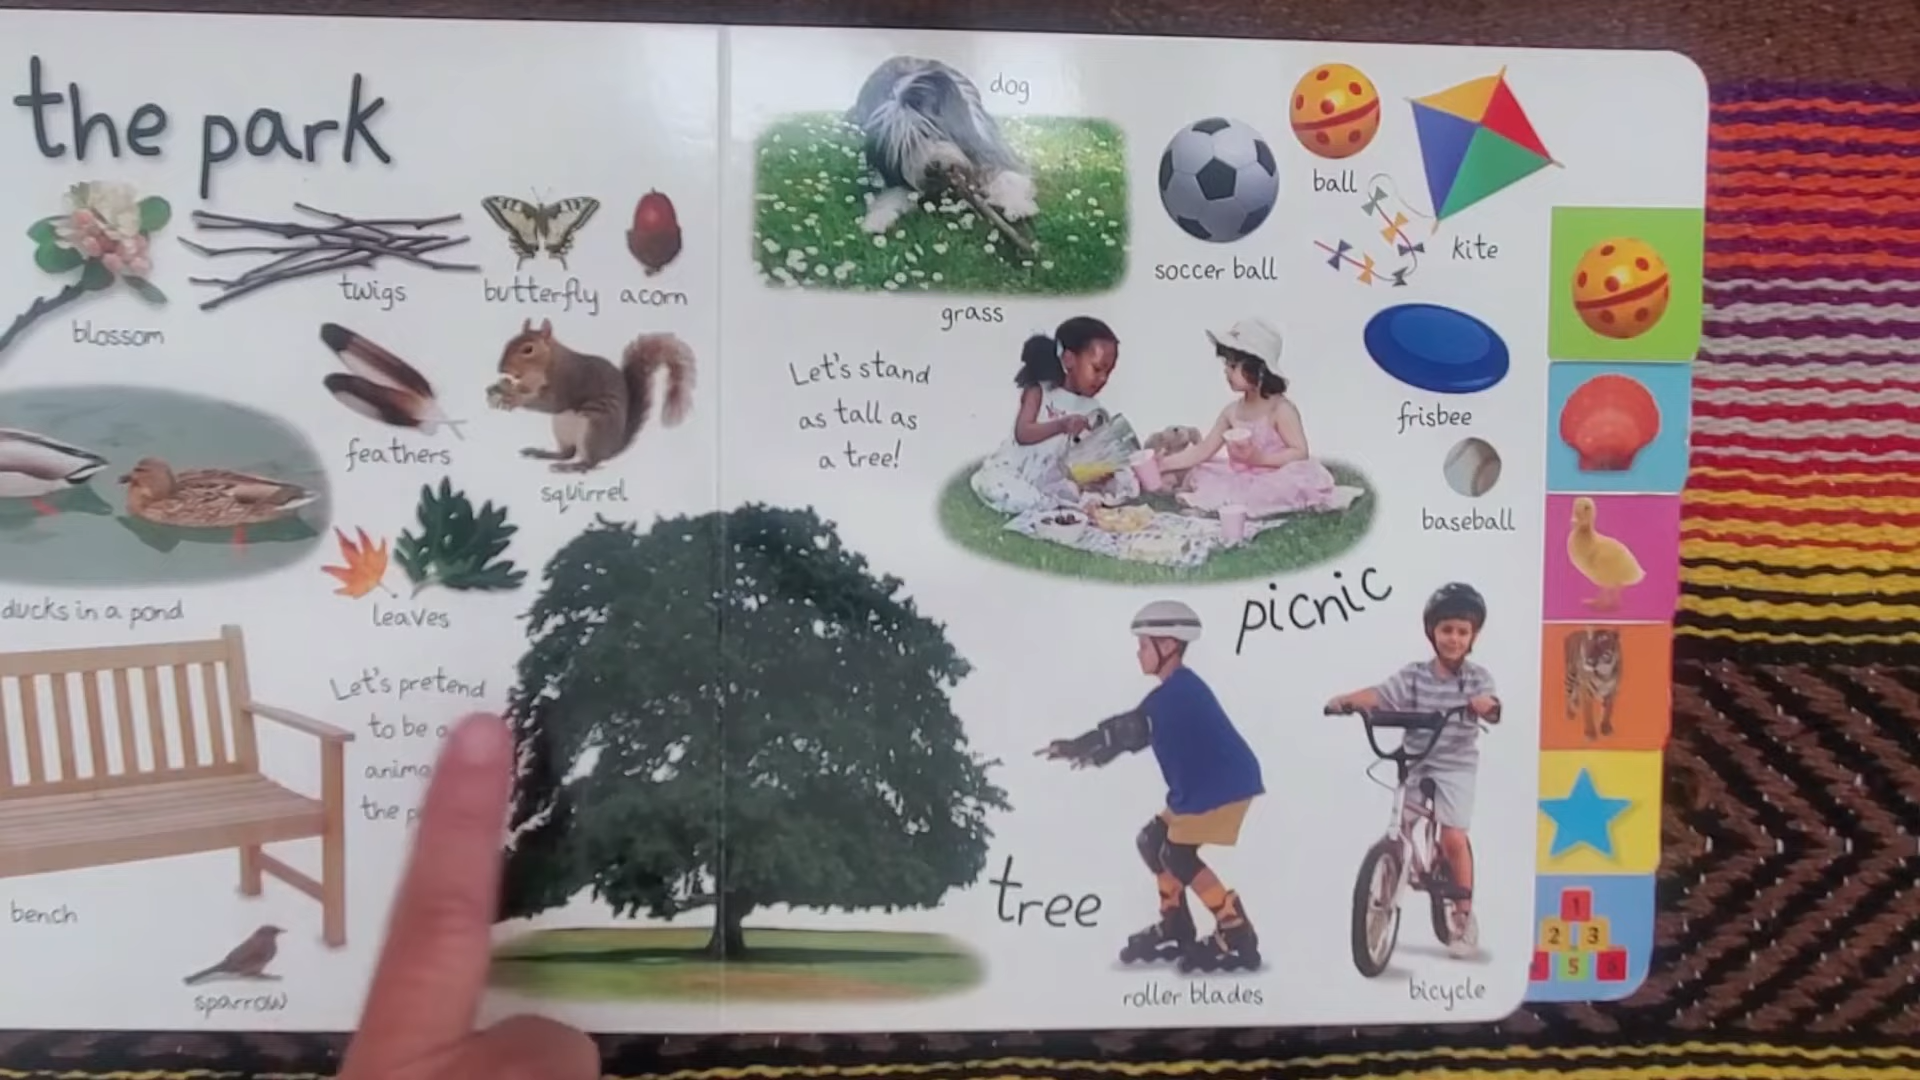 the park
blossom
twigs
butterfly
acorn
feathers
squirrel
ducks in a pond
leaves
Let's pretend
to be
the
bench
sparrow
dog
grass
soccer ball
ball
kite
Let's stand
as tall as
a tree!
frisbee
baseball
picnic
tree
roller blades
bicycle
1
2 3
5